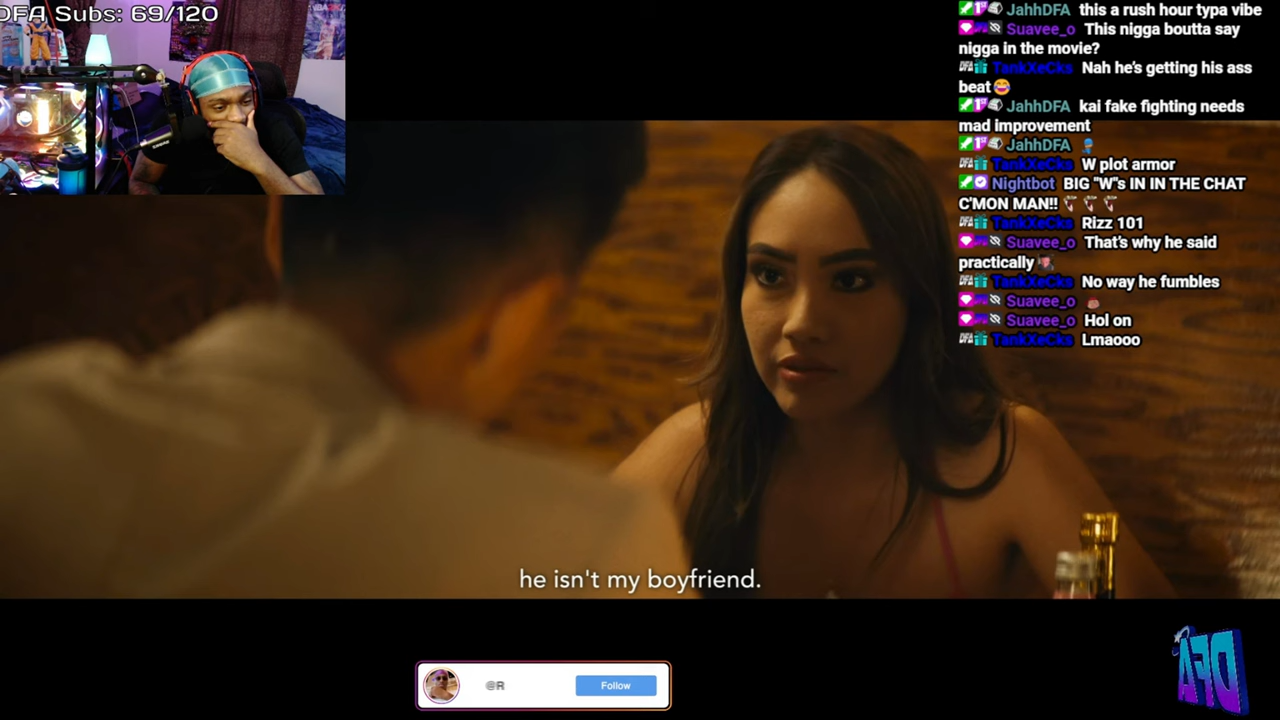 DFA Subs: 69/120
JahhDFA this a rush hour typa vibe
Suavee_o This nigga boutta say
nigga in the movie?
TankXeCks Nah he's getting his ass
beat😂
JahhDFA kai fake fighting needs
mad improvement
JahhDFA
TankXeCks W plot armor
Nightbot BIG "W"s IN IN THE CHAT
C'MON MAN!!
TankXeCks Rizz 101
Suavee_o That's why he said
practically
TankXeCks No way he fumbles
Suavee_o
Suavee_o Hol on
TankXeCks Lmaooo
he isn't my boyfriend.
@R
Follow
DFA